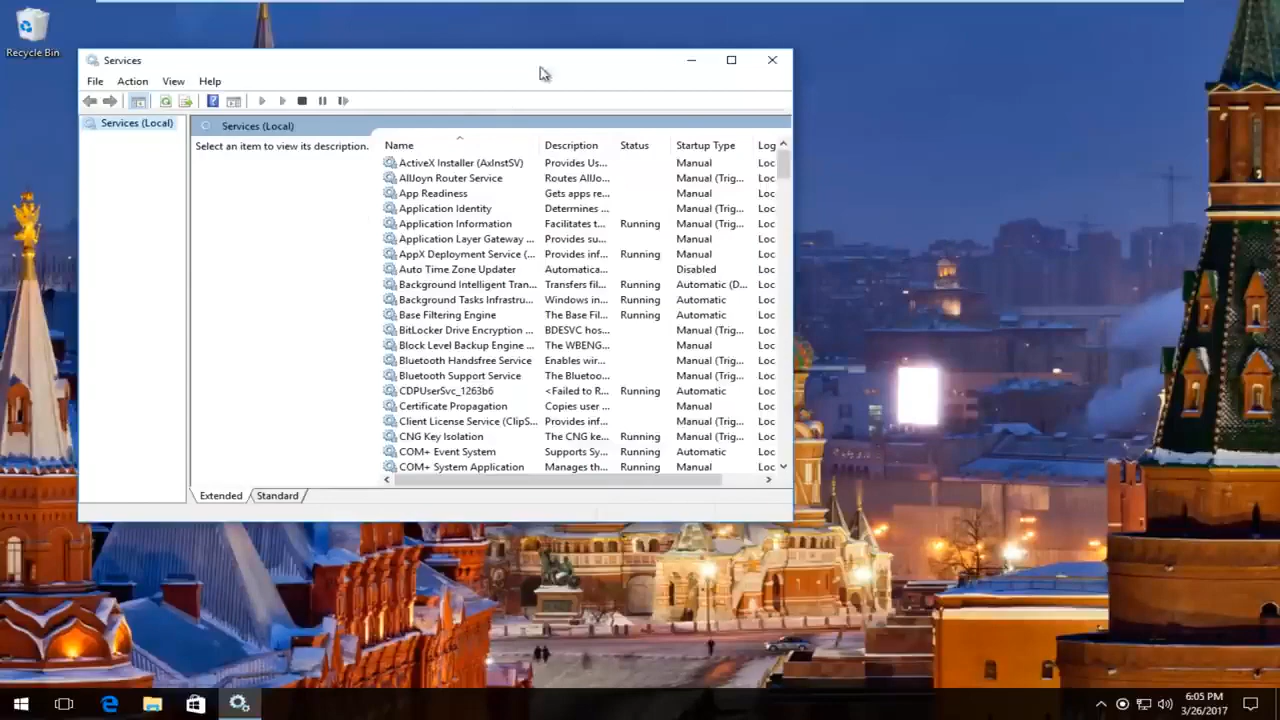 Recycle Bin
Services
File Action View Help
Services (Local)
Services (Local)
Select an item to view its description.
Name Description Status Startup Type Log
ActiveX Installer (AxInstSV) Provides Us... Manual Loc
AllJoyn Router Service Routes AllJo... Manual (Trig... Loc
App Readiness Gets apps re... Manual Loc
Application Identity Determines ... Manual (Trig... Loc
Application Information Facilitates t... Running Manual (Trig... Loc
Application Layer Gateway ... Provides su... Manual Loc
AppX Deployment Service (... Provides inf... Running Manual Loc
Auto Time Zone Updater Automatica... Disabled Loc
Background Intelligent Tran... Transfers fil... Running Automatic (D... Loc
Background Tasks Infrastru... Windows in... Running Automatic Loc
Base Filtering Engine The Base Fil... Running Automatic Loc
BitLocker Drive Encryption ... BDESVC hos... Manual (Trig... Loc
Block Level Backup Engine ... The WBENG... Manual Loc
Bluetooth Handsfree Service Enables wir... Manual (Trig... Loc
Bluetooth Support Service The Bluetoo... Manual (Trig... Loc
CDPUserSvc_1263b6 <Failed to R... Running Automatic Loc
Certificate Propagation Copies user ... Manual Loc
Client License Service (ClipS... Provides inf... Manual (Trig... Loc
CNG Key Isolation The CNG ke... Running Manual (Trig... Loc
COM+ Event System Supports Sy... Running Automatic Loc
COM+ System Application Manages th... Running Manual Loc
Extended Standard
6:05 PM
3/26/2017